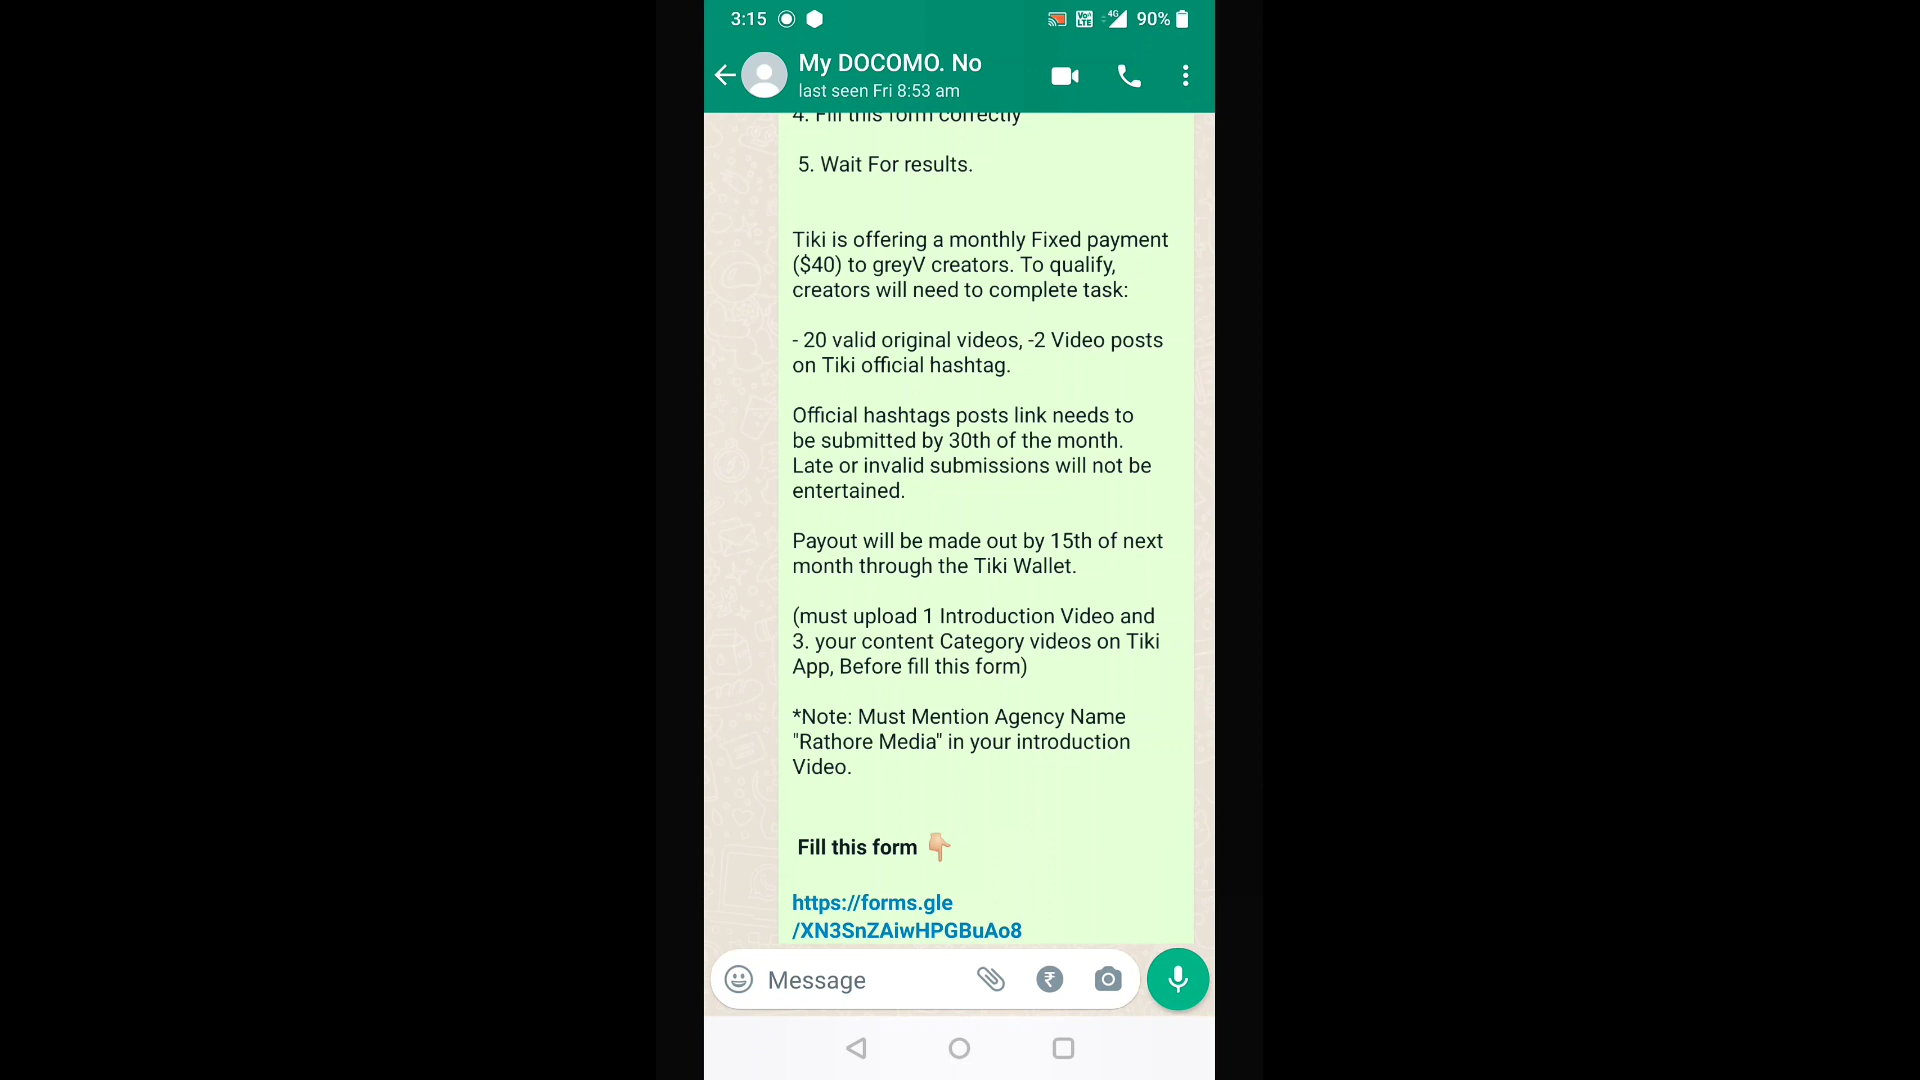 3:15
4G
90%
My DOCOMO. No
last seen Fri 8:53 am
4. Fill this form correctly
5. Wait For results.
Tiki is offering a monthly Fixed payment
($40) to greyV creators. To qualify,
creators will need to complete task:
- 20 valid original videos, -2 Video posts
on Tiki official hashtag.
Official hashtags posts link needs to
be submitted by 30th of the month.
Late or invalid submissions will not be
entertained.
Payout will be made out by 15th of next
month through the Tiki Wallet.
(must upload 1 Introduction Video and
3. your content Category videos on Tiki
App, Before fill this form)
*Note: Must Mention Agency Name
"Rathore Media" in your introduction
Video.
Fill this form 👇🏻
https://forms.gle
/XN3SnZAiwHPGBuAo8
Message
₹